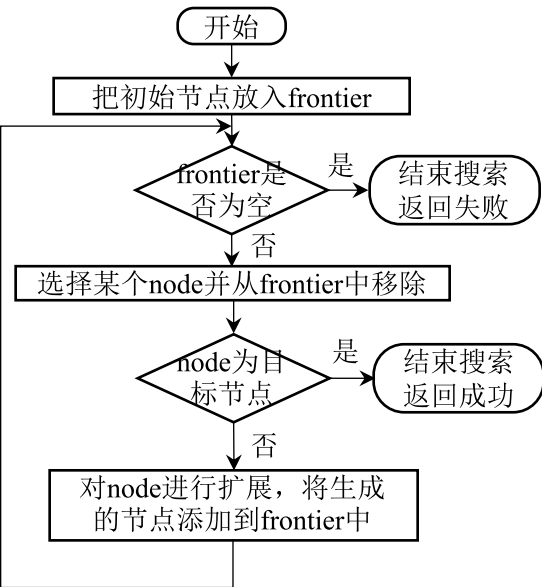 开始
把初始节点放入frontier
frontier是
否为空
是
结束搜索
返回失败
否
选择某个node并从frontier中移除
node为目
标节点
是
结束搜索
返回成功
否
对node进行扩展，将生成
的节点添加到frontier中